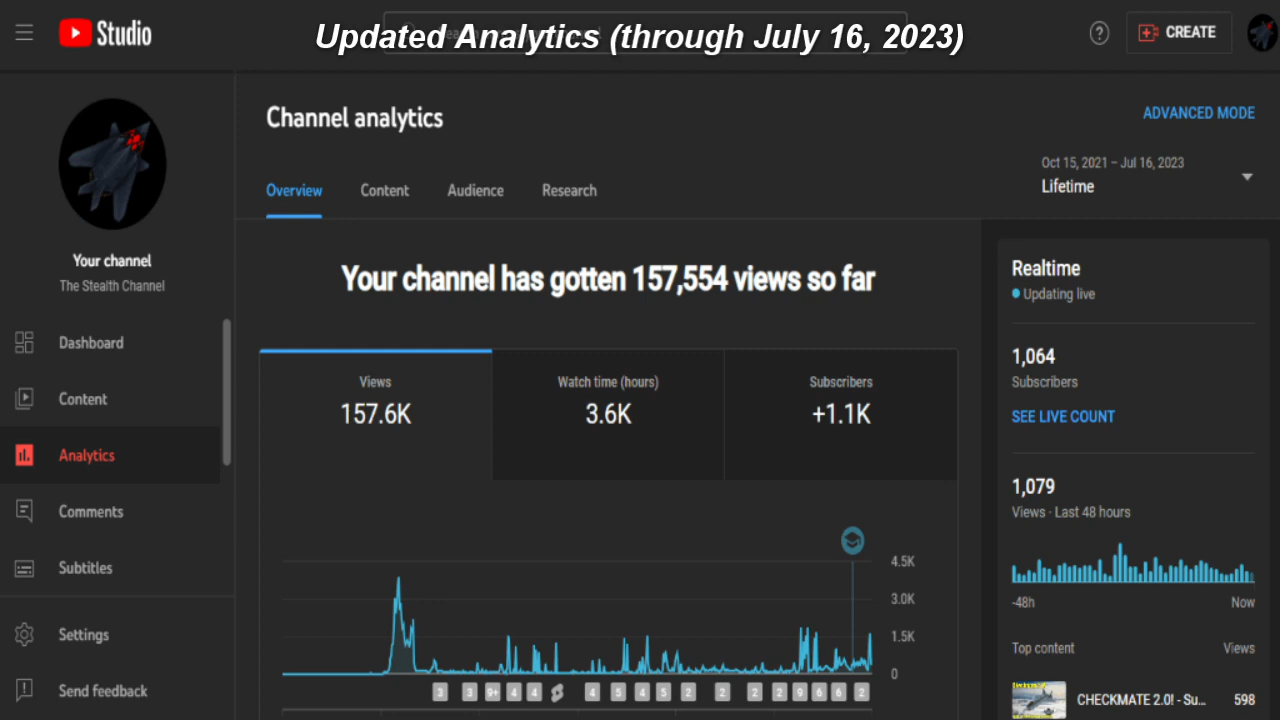 Studio
Updated Analytics (through July 16, 2023)
CREATE
Channel analytics
ADVANCED MODE
Oct 15, 2021 – Jul 16, 2023
Lifetime
Overview
Content
Audience
Research
Your channel
The Stealth Channel
Dashboard
Content
Analytics
Comments
Subtitles
Settings
Send feedback
Your channel has gotten 157,554 views so far
Views
157.6K
Watch time (hours)
3.6K
Subscribers
+1.1K
4.5K
3.0K
1.5K
0
3 3 9+ 4 4 4 5 4 5 2 2 2 2 9 6 6 2
Realtime
Updating live
1,064
Subscribers
SEE LIVE COUNT
1,079
Views · Last 48 hours
-48h Now
Top content Views
CHECKMATE 2.0! - Su... 598